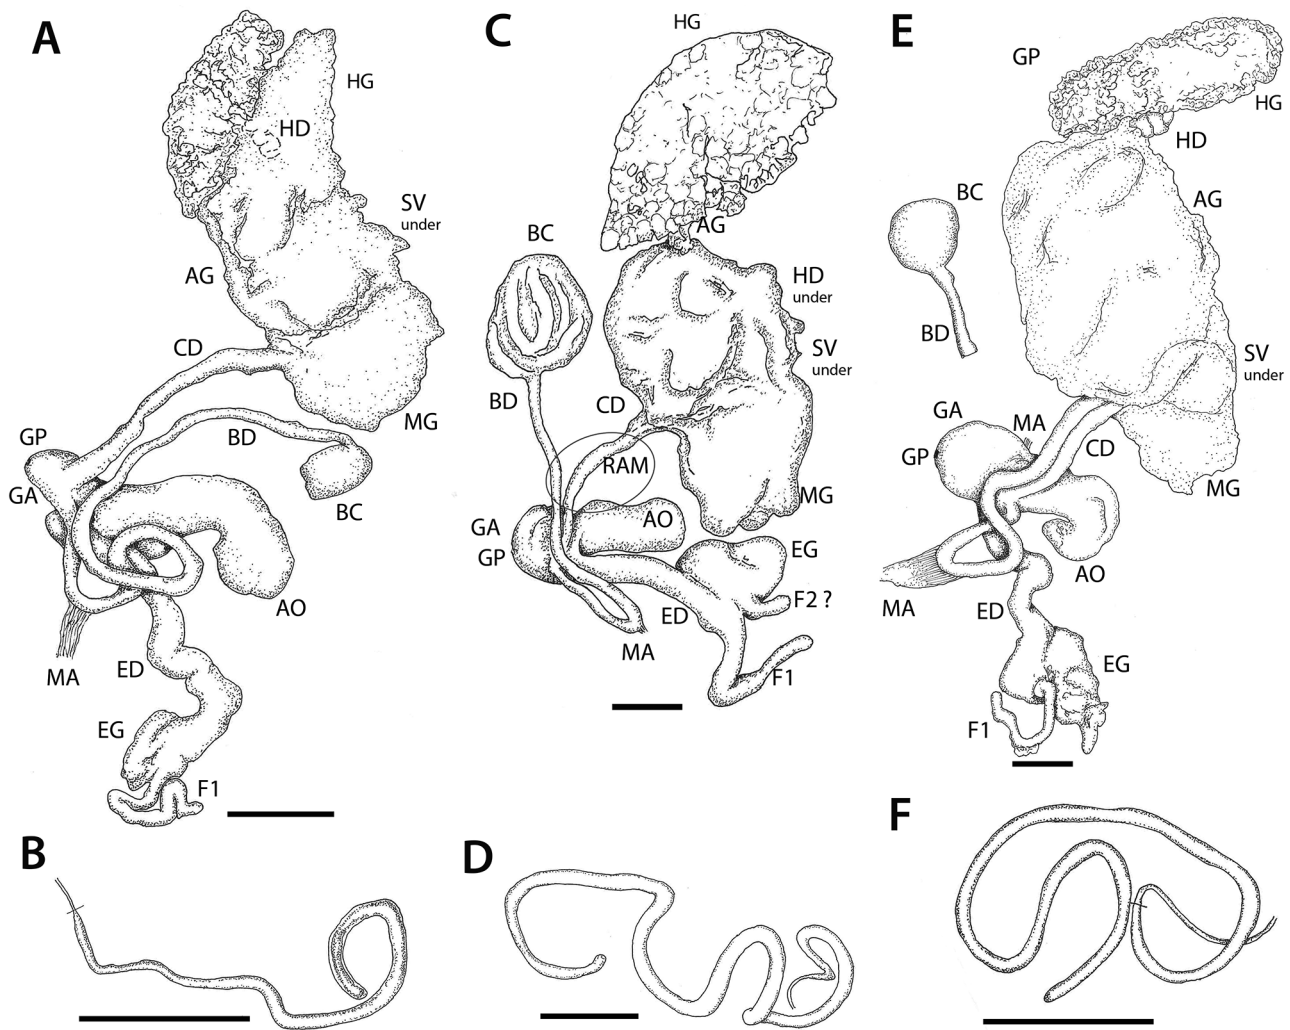 A
HG
HD
SV
under
AG
CD
MG
GP
BD
GA
BC
AO
MA
ED
EG
F1
B
C
HG
AG
BC
HD
under
SV
under
BD
CD
RAM
MG
GA
AO
GP
EG
F2 ?
ED
MA
F1
D
E
GP
HG
HD
BC
AG
BD
SV
under
GA
MA
CD
GP
MG
AO
MA
ED
EG
F1
F